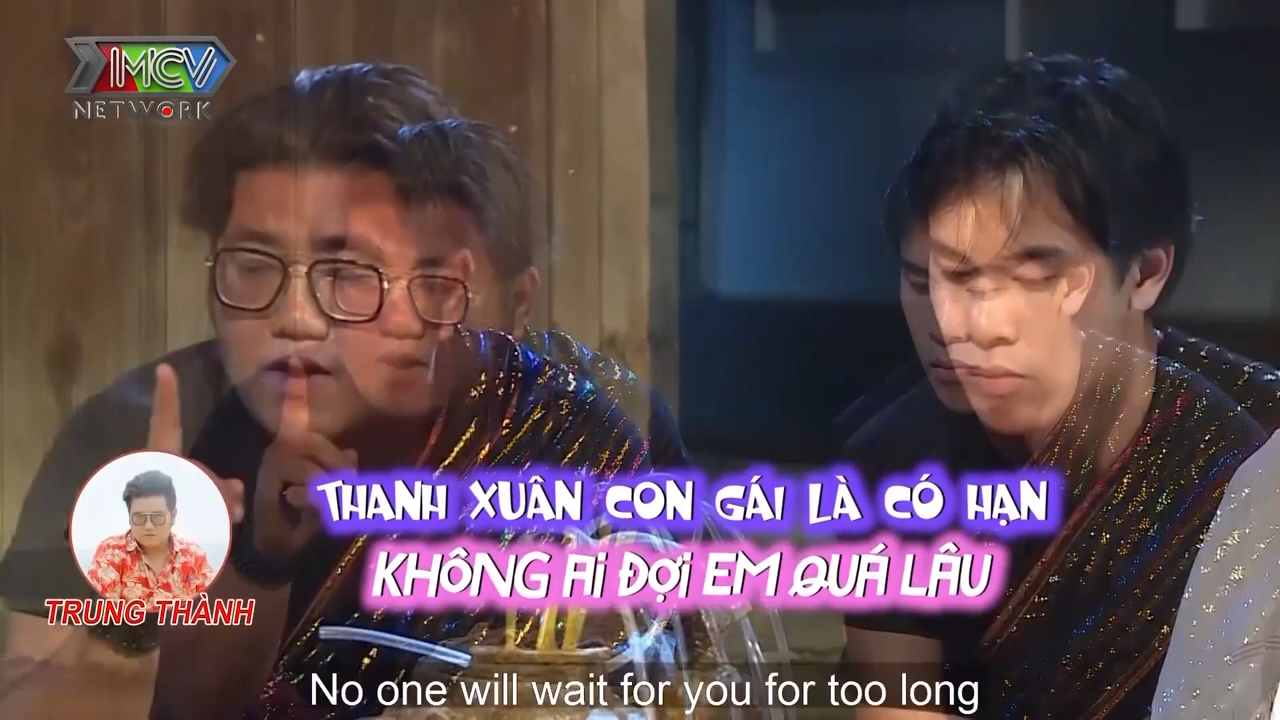 MCV
NETWORK
THANH XUÂN CON GÁI LÀ CÓ HẠN
KHÔNG AI ĐỢI EM QUÁ LÂU
TRUNG THÀNH
No one will wait for you for too long